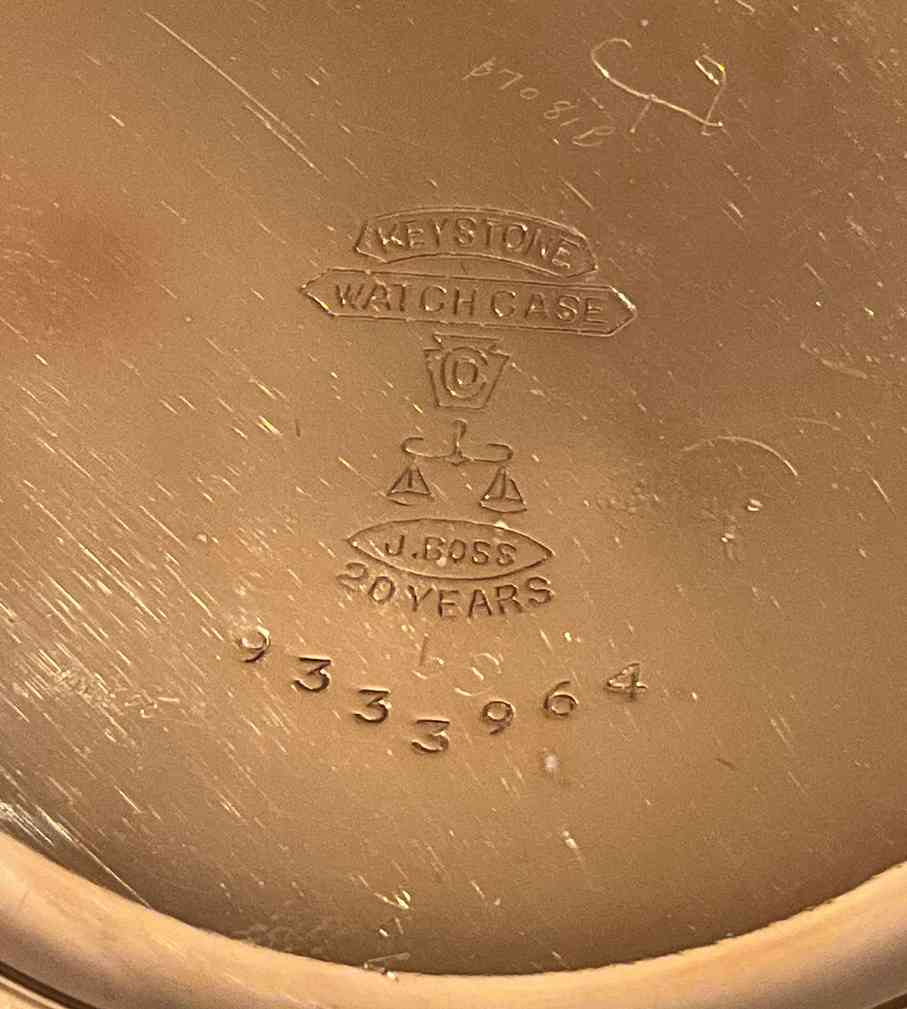 KEYSTONE
WATCH CASE
J. BOSS
20 YEARS
9333964